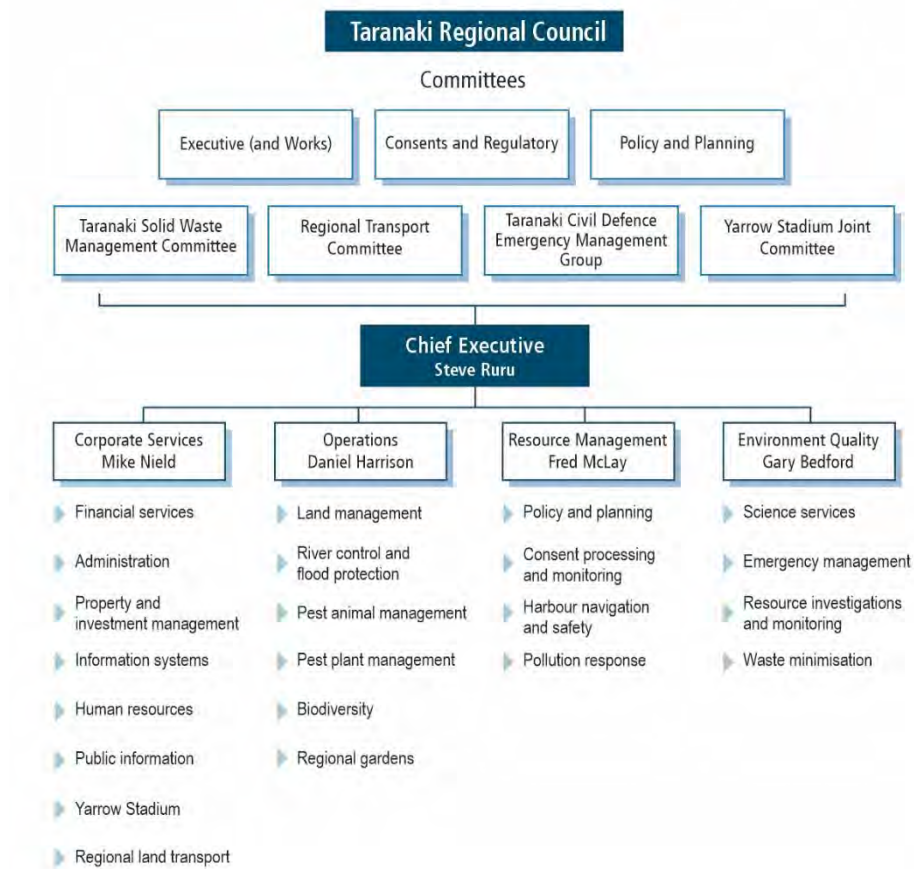 Taranaki Regional Council
Committees
Executive (and Works)
Consents and Regulatory
Policy and Planning
Taranaki Solid Waste
Management Committee
Regional Transport
Committee
Taranaki Civil Defence
Emergency Management
Group
Yarrow Stadium Joint
Committee
Chief Executive
Steve Ruru
Corporate Services
Mike Nield
Financial services
Administration
Property and
investment management
Information systems
Human resources
Public information
Yarrow Stadium
Regional land transport
Operations
Daniel Harrison
Land management
River control and
flood protection
Pest animal management
Pest plant management
Biodiversity
Regional gardens
Resource Management
Fred McLay
Policy and planning
Consent processing
and monitoring
Harbour navigation
and safety
Pollution response
Environment Quality
Gary Bedford
Science services
Emergency management
Resource investigations
and monitoring
Waste minimisation